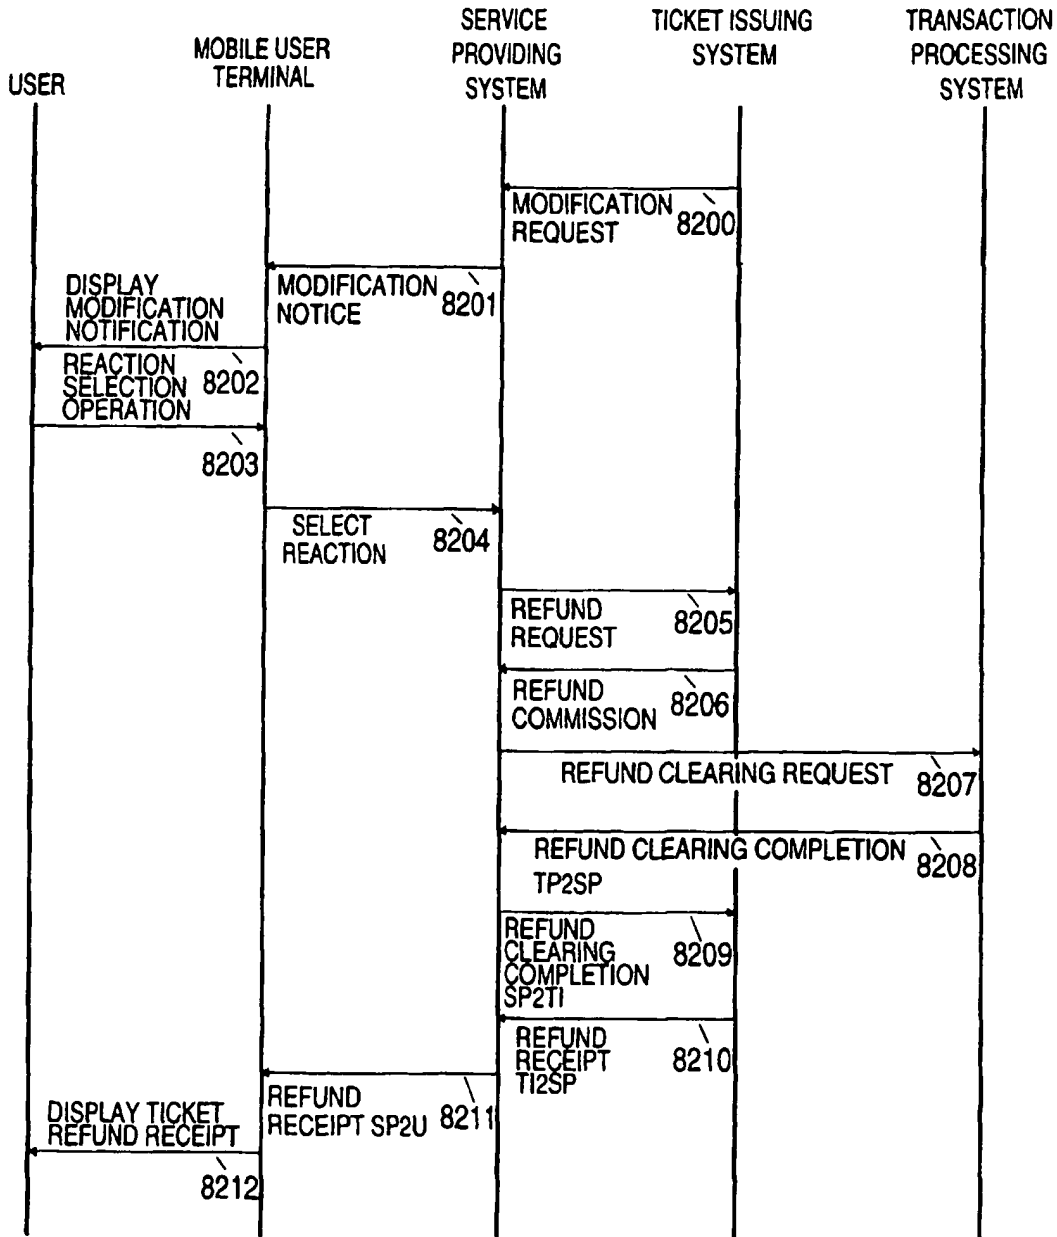 USER
MOBILE USER
TERMINAL
SERVICE
PROVIDING
SYSTEM
TICKET ISSUING
SYSTEM
TRANSACTION
PROCESSING
SYSTEM
MODIFICATION
REQUEST
8200
MODIFICATION
NOTICE
8201
DISPLAY
MODIFICATION
NOTIFICATION
8202
REACTION
SELECTION
OPERATION
8203
SELECT
REACTION
8204
REFUND
REQUEST
8205
REFUND
COMMISSION
8206
REFUND CLEARING REQUEST
8207
REFUND CLEARING COMPLETION
TP2SP
8208
REFUND
CLEARING
COMPLETION
SP2TI
8209
REFUND
RECEIPT
TI2SP
8210
REFUND
RECEIPT SP2U
8211
DISPLAY TICKET
REFUND RECEIPT
8212